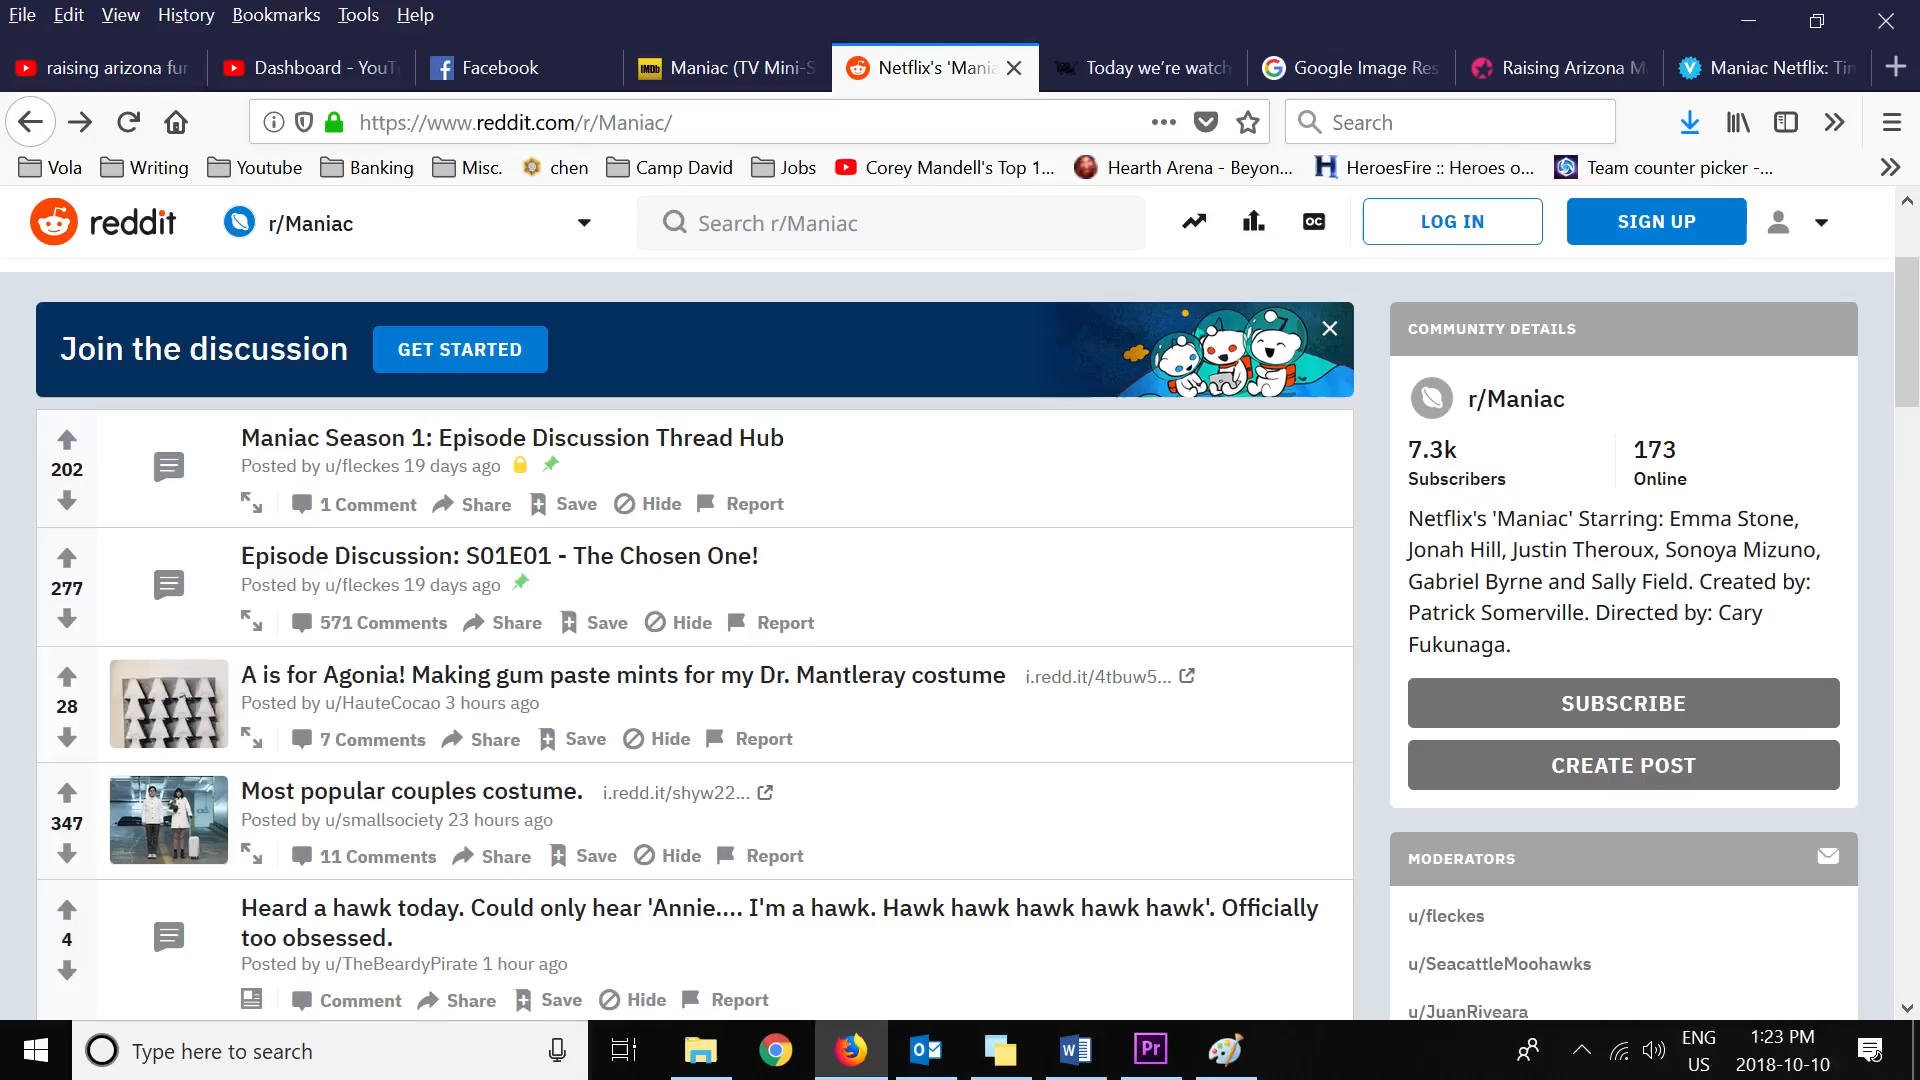 File Edit View History Bookmarks Tools Help
raising arizona fur Dashboard - YouT Facebook IMDb Maniac (TV Mini-S Netflix's 'Mania Today we're watch Google Image Res Raising Arizona M Maniac Netflix: Tin
https://www.reddit.com/r/Maniac/ Search
Vola Writing Youtube Banking Misc. chen Camp David Jobs Corey Mandell's Top 1... Hearth Arena - Beyon... HeroesFire :: Heroes o... Team counter picker -...
reddit r/Maniac Search r/Maniac OC LOG IN SIGN UP
Join the discussion GET STARTED
Maniac Season 1: Episode Discussion Thread Hub
Posted by u/fleckes 19 days ago
202
1 Comment Share Save Hide Report
Episode Discussion: S01E01 - The Chosen One!
Posted by u/fleckes 19 days ago
277
571 Comments Share Save Hide Report
A is for Agonia! Making gum paste mints for my Dr. Mantleray costume i.redd.it/4tbuw5...
Posted by u/HauteCocao 3 hours ago
28
7 Comments Share Save Hide Report
Most popular couples costume. i.redd.it/shyw22...
Posted by u/smallsociety 23 hours ago
347
11 Comments Share Save Hide Report
Heard a hawk today. Could only hear 'Annie.... I'm a hawk. Hawk hawk hawk hawk hawk'. Officially
too obsessed.
4
Posted by u/TheBeardyPirate 1 hour ago
Comment Share Save Hide Report
COMMUNITY DETAILS
r/Maniac
7.3k 173
Subscribers Online
Netflix's 'Maniac' Starring: Emma Stone,
Jonah Hill, Justin Theroux, Sonoya Mizuno,
Gabriel Byrne and Sally Field. Created by:
Patrick Somerville. Directed by: Cary
Fukunaga.
SUBSCRIBE
CREATE POST
MODERATORS
u/fleckes
u/SeacattleMoohawks
u/JuanRiveara
Type here to search Pr ENG 1:23 PM
US 2018-10-10